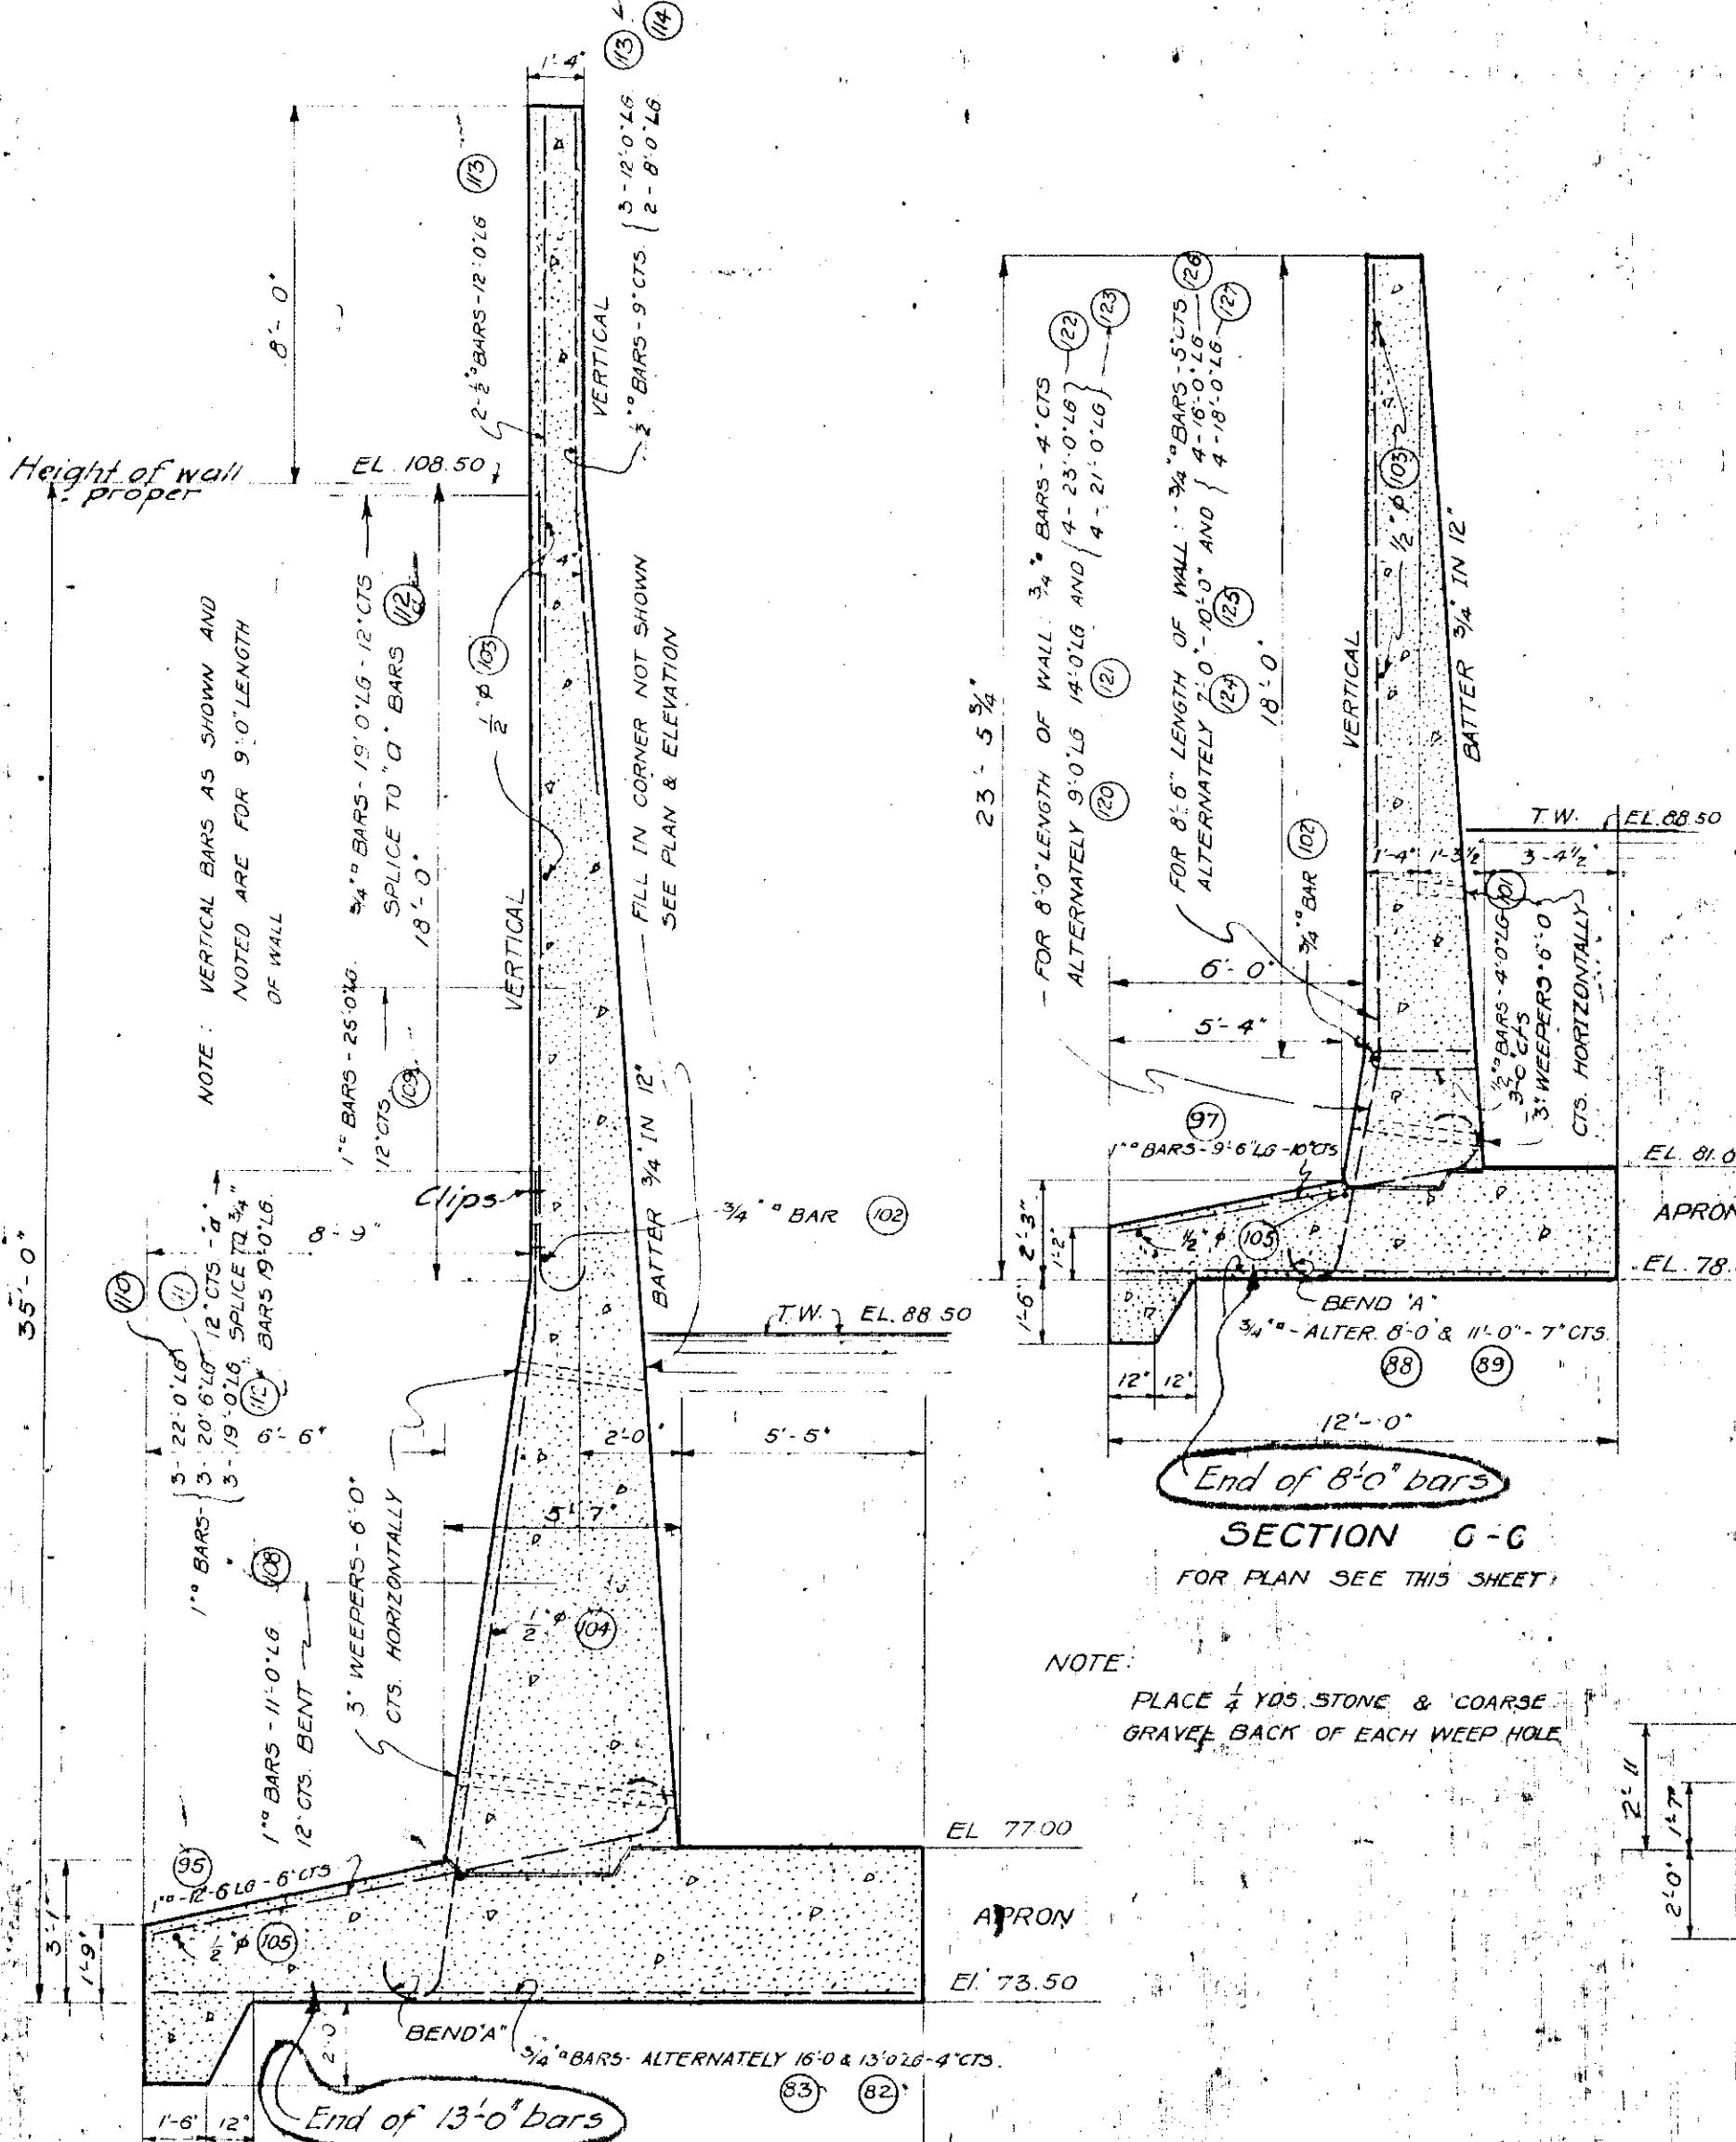 1'-4"
113
114
3 - 12'-0" LG.
2 - 8'-0" LG
1/2"□ BARS - 9" CTS.
113
2-1/2"□ BARS - 12'-0" LG
VERTICAL
8'-0"
Height of wall
proper
EL. 108.50
NOTE : VERTICAL BARS AS SHOWN AND
NOTED ARE FOR 9'-0" LENGTH
OF WALL
3/4"□ BARS - 19'-0" LG - 12" CTS
SPLICE TO "a" BARS 112
18'-0"
1/2" φ 103
4"
FILL IN CORNER NOT SHOWN
SEE PLAN & ELEVATION
VERTICAL
1"□ BARS - 25'-0" LG.
12" CTS. 109
Clips
3/4"□ BAR 102
BATTER 3/4" IN 12"
T.W. EL. 88.50
35'-0"
110
111
1"□ BARS
3 - 22'-0" LG
3 - 20'-6" LG 12" CTS - "a"
3 - 19'-0" LG. SPLICE TO 3/4"
112 BARS 19'-0" LG.
6'-6"
2'-0"
5'-5"
5'-7"
3" WEEPERS - 6'-0"
CTS. HORIZONTALLY
108
1"□ BARS - 11'-0" LG
12" CTS. BENT
1/2" φ 104
EL 77.00
95
1"□ - 12'-6 LG - 6" CTS
1/2" φ 105
3'-1"
1'-9"
APRON
El. 73.50
BEND "A"
2'-0"
3/4"□ BARS - ALTERNATELY 16'-0 & 13'-0 LG - 4" CTS.
83 82
1'-6" 12"
End of 13'-0" bars
23'-5 3/4"
FOR 8'-0" LENGTH OF WALL 3/4"□ BARS - 4" CTS
ALTERNATELY 9'-0" LG 14'-0" LG AND
4 - 23'-0" LG 122
4 - 21'-0" LG 123
120 121
FOR 8'-6" LENGTH OF WALL : - 3/4"□ BARS - 5" CTS.
ALTERNATELY 7'-0" - 10'-0" AND
4 - 16'-0" LG 126
4 - 18'-0" LG 127
124 125
18'-0"
VERTICAL
1/2" φ 103
BATTER 3/4" IN 12"
T.W. EL. 88.50
1'-4" 1'-3 1/2 3'-4 1/2"
3/4"□ BAR 102
6'-0"
5'-4"
1/2"□ BARS - 4'-0" LG 101
3'-0" CTS
3" WEEPERS - 6'-0
CTS. HORIZONTALLY
97
1"□ BARS - 9'-6" LG - 10" CTS
2'-3"
1'-2"
1'-6"
1/2" φ 105
APRON
BEND "A"
3/4"□ - ALTER. 8'-0 & 11'-0" - 7" CTS.
88 89
12" 12"
12'-0"
End of 8'-0" bars
SECTION
FOR PLAN SEE THIS SHEET
NOTE:
PLACE 1/4 YDS. STONE & COARSE
GRAVEL BACK OF EACH WEEP HOLE
2'-11
1'-7"
2'-0"